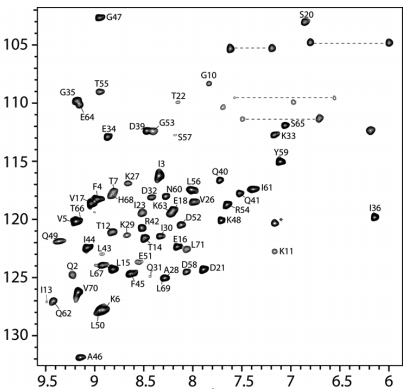 G47
S20
105
G10
T55
G35
T22
110
E64
D39
G53
S65
E34
S57
K33
I3
Y59
115
K27
N60
Q40
T7
L56
I61
F4
D32
V17
H68
K63
E18
V26
Q41
T66
I23
R54
I36
120
V5
K29
R42
D52
K48
*
T12
I30
Q49
I44
T14
E16
L71
L43
E51
K11
Q2
L67
L15
Q31
D58
D21
F45
A28
125
I13
V70
L69
K6
Q62
L50
130
A46
9.5 9 8.5 8 7.5 7 6.5 6